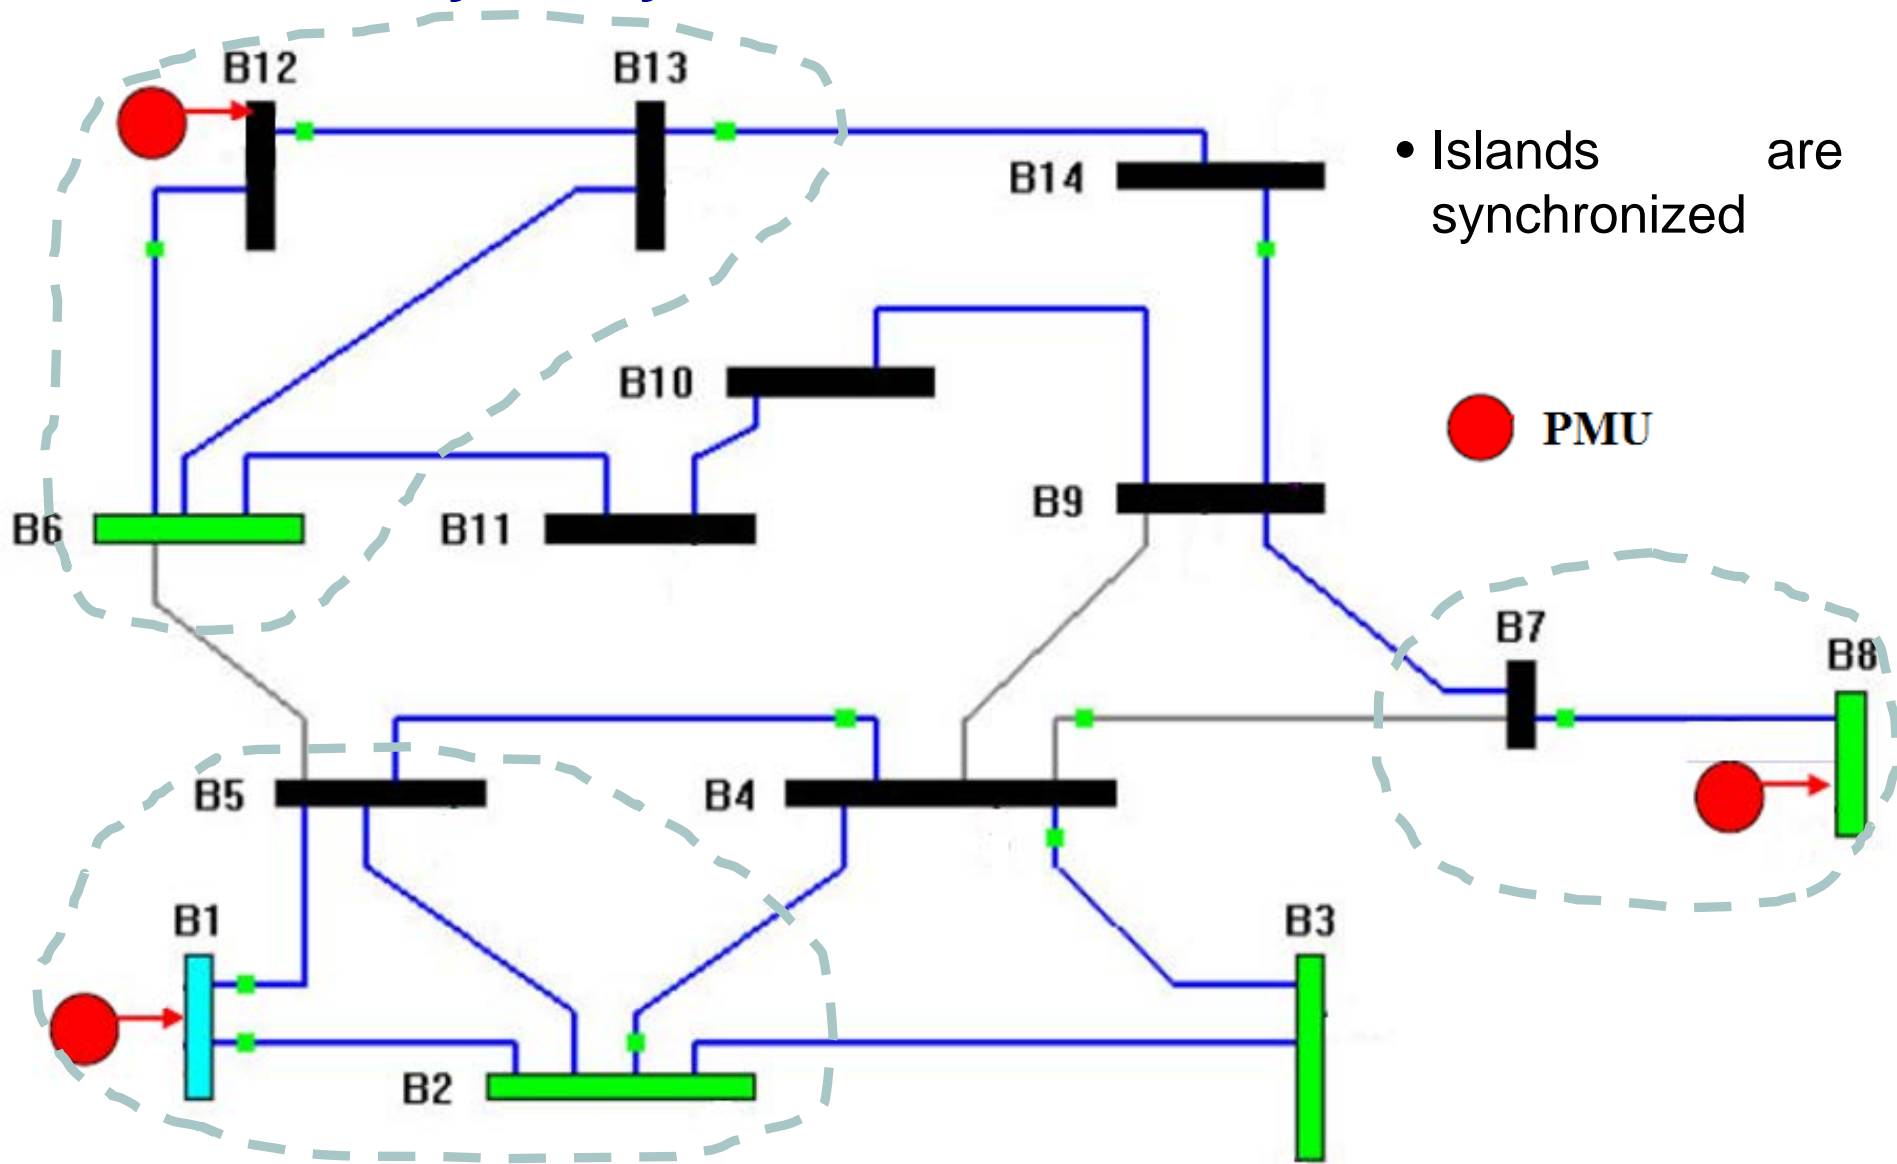 B12
B13
• Islands are
synchronized
B14
B10
PMU
B9
B6
B11
B7
B8
B5
B4
B1
B3
B2